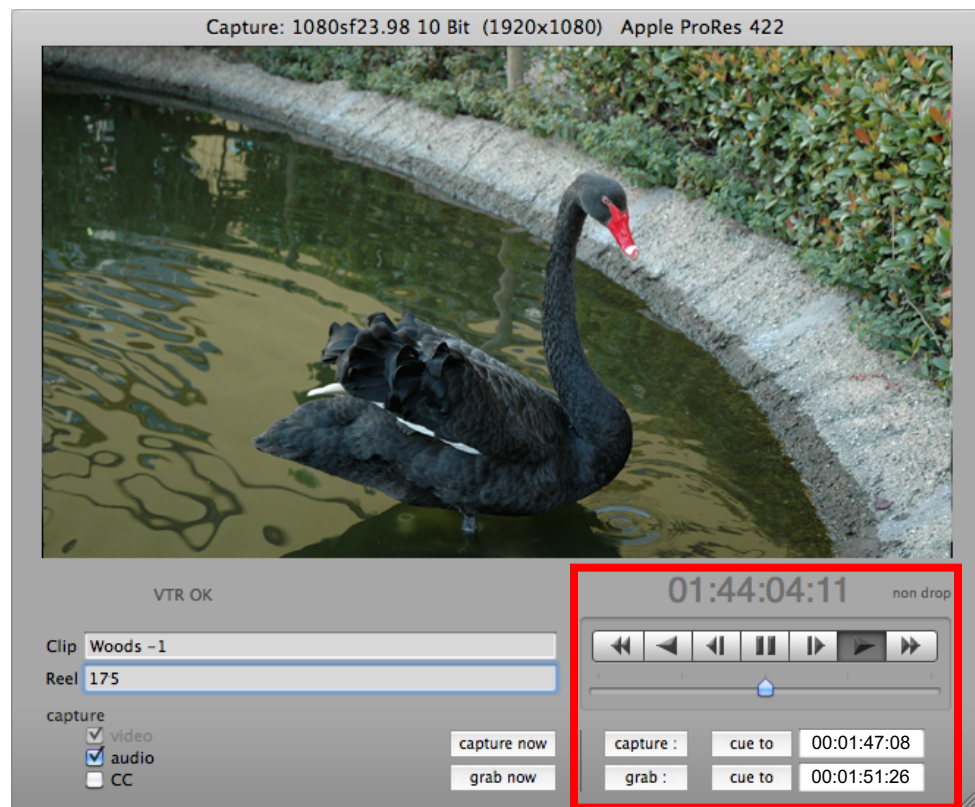 Capture: 1080sf23.98 10 Bit (1920x1080) Apple ProRes 422
VTR OK
01:44:04:11 non drop
Clip Woods -1
Reel 175
capture
video
audio
CC
capture now
grab now
capture : cue to 00:01:47:08
grab : cue to 00:01:51:26